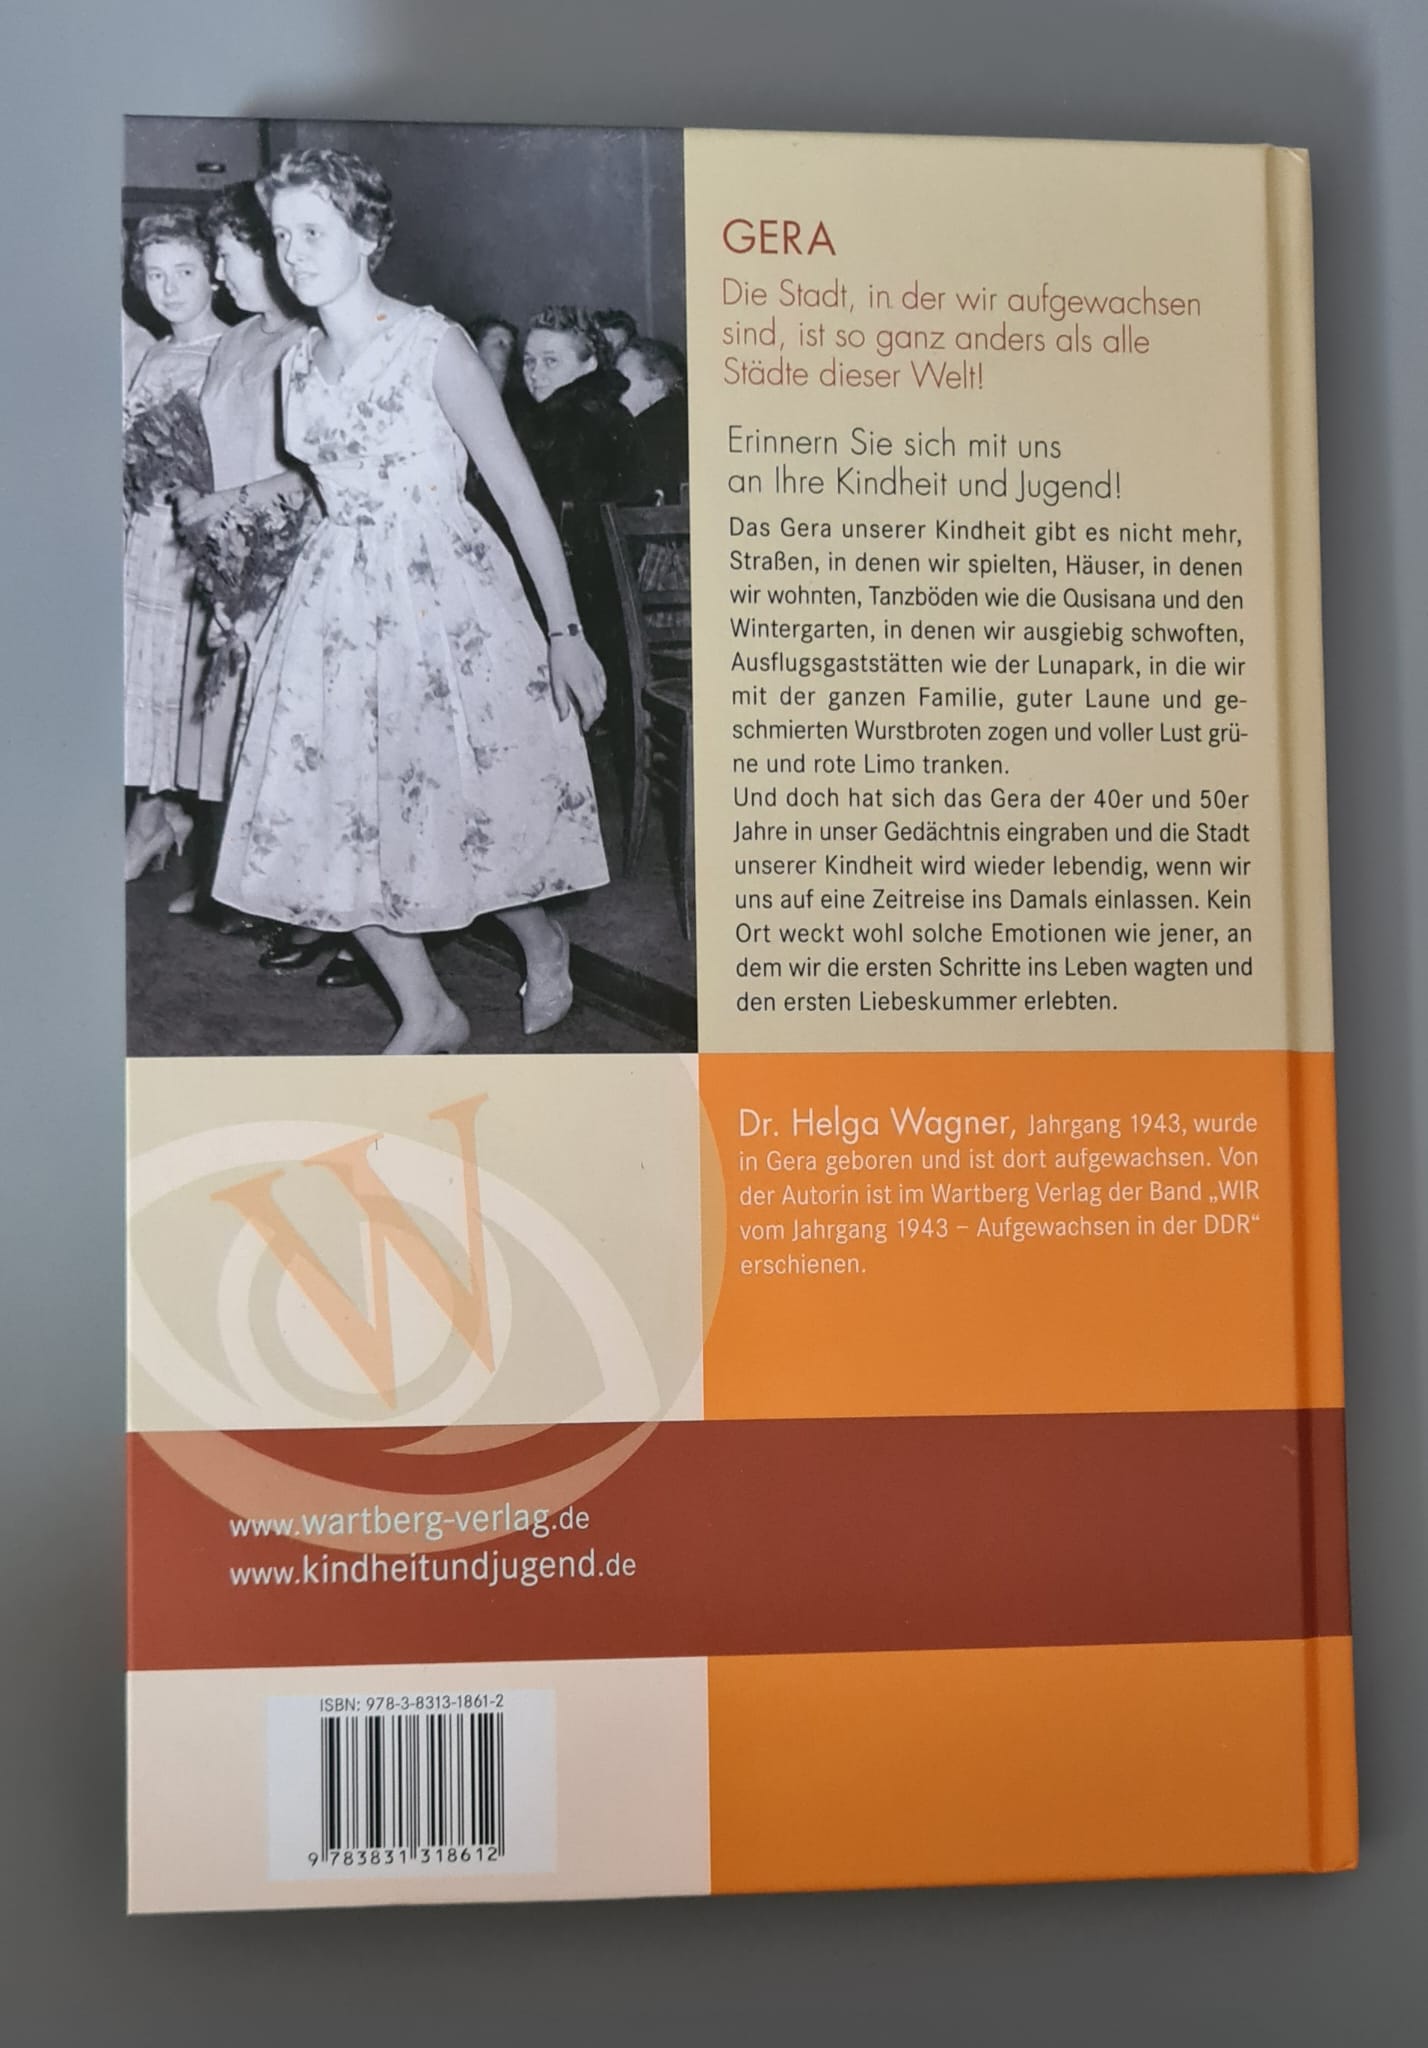 GERA
Die Stadt, in der wir aufgewachsen
sind, ist so ganz anders als alle
Städte dieser Welt!
Erinnern Sie sich mit uns
an Ihre Kindheit und Jugend!
Das Gera unserer Kindheit gibt es nicht mehr,
Straßen, in denen wir spielten, Häuser, in denen
wir wohnten, Tanzböden wie die Qusisana und den
Wintergarten, in denen wir ausgiebig schwoften,
Ausflugsgaststätten wie der Lunapark, in die wir
mit der ganzen Familie, guter Laune und ge-
schmierten Wurstbroten zogen und voller Lust grü-
ne und rote Limo tranken.
Und doch hat sich das Gera der 40er und 50er
Jahre in unser Gedächtnis eingraben und die Stadt
unserer Kindheit wird wieder lebendig, wenn wir
uns auf eine Zeitreise ins Damals einlassen. Kein
Ort weckt wohl solche Emotionen wie jener, an
dem wir die ersten Schritte ins Leben wagten und
den ersten Liebeskummer erlebten.
Dr. Helga Wagner, Jahrgang 1943, wurde
in Gera geboren und ist dort aufgewachsen. Von
der Autorin ist im Wartberg Verlag der Band „WIR
vom Jahrgang 1943 – Aufgewachsen in der DDR“
erschienen.
W
www.wartberg-verlag.de
www.kindheitundjugend.de
ISBN: 978-3-8313-1861-2
9 783831 318612